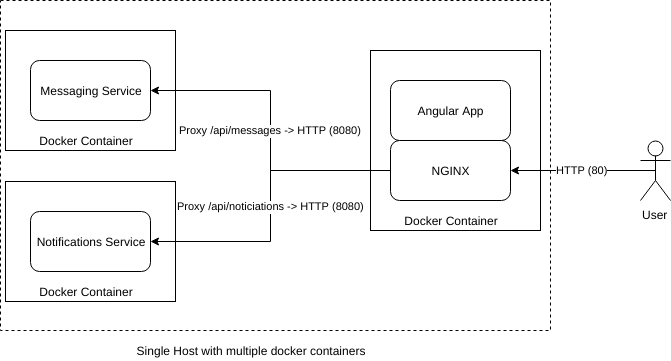 Messaging Service
Docker Container
Proxy /api/messages -> HTTP (8080)
Angular App
NGINX
Docker Container
HTTP (80)
User
Proxy /api/noticiations -> HTTP (8080)
Notifications Service
Docker Container
Single Host with multiple docker containers